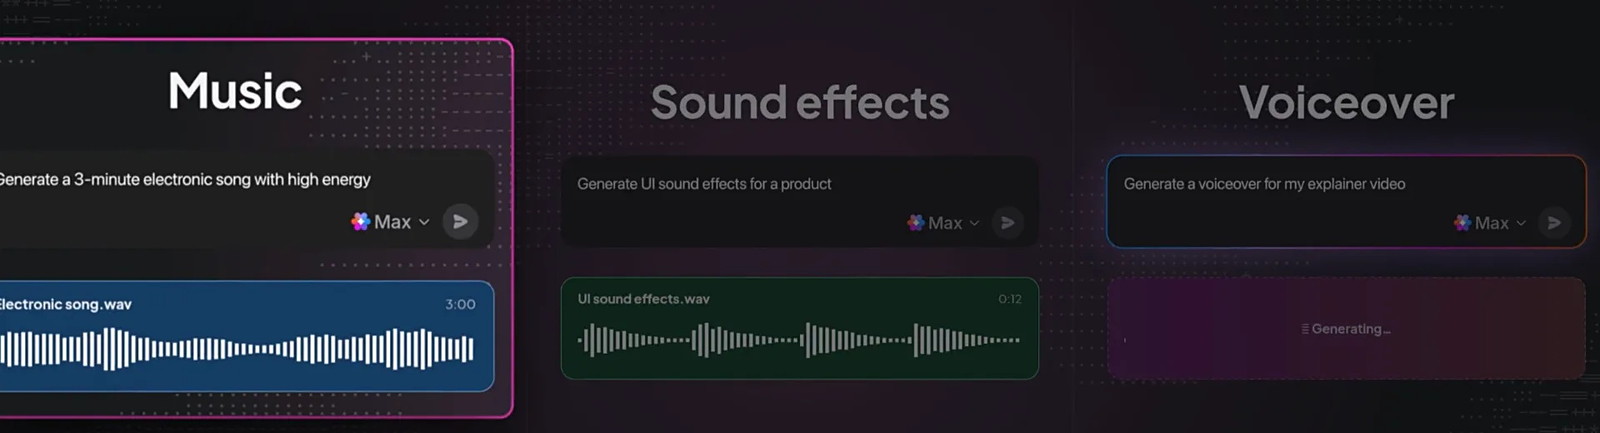 Music
Generate a 3-minute electronic song with high energy
Max
Electronic song.wav
3:00
Sound effects
Generate UI sound effects for a product
Max
UI sound effects.wav
0:12
Voiceover
Generate a voiceover for my explainer video
Max
Generating...